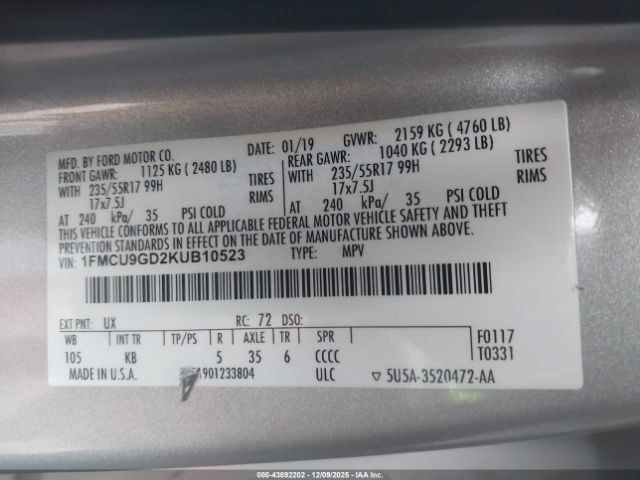 MFD. BY FORD MOTOR CO. DATE: 01/19 GVWR: 2159 KG ( 4760 LB)
FRONT GAWR: 1125 KG ( 2480 LB) REAR GAWR: 1040 KG ( 2293 LB)
WITH 235/55R17 99H TIRES WITH 235/55R17 99H TIRES
17x7.5J RIMS 17x7.5J RIMS
AT 240 kPa/ 35 PSI COLD AT 240 kPa/ 35 PSI COLD
THIS VEHICLE CONFORMS TO ALL APPLICABLE FEDERAL MOTOR VEHICLE SAFETY AND THEFT
PREVENTION STANDARDS IN EFFECT ON THE DATE OF MANUFACTURE SHOWN ABOVE.
VIN: 1FMCU9GD2KUB10523 TYPE: MPV
EXT PNT: UX RC: 72 DSO: F0117
WB INT TR TP/PS R AXLE TR SPR T0331
105 KB 5 35 6 CCCC
MADE IN U.S.A. 901233804 ULC ▽ 5U5A-3520472-AA
000-43892202 - 12/09/2025 - IAA Inc.